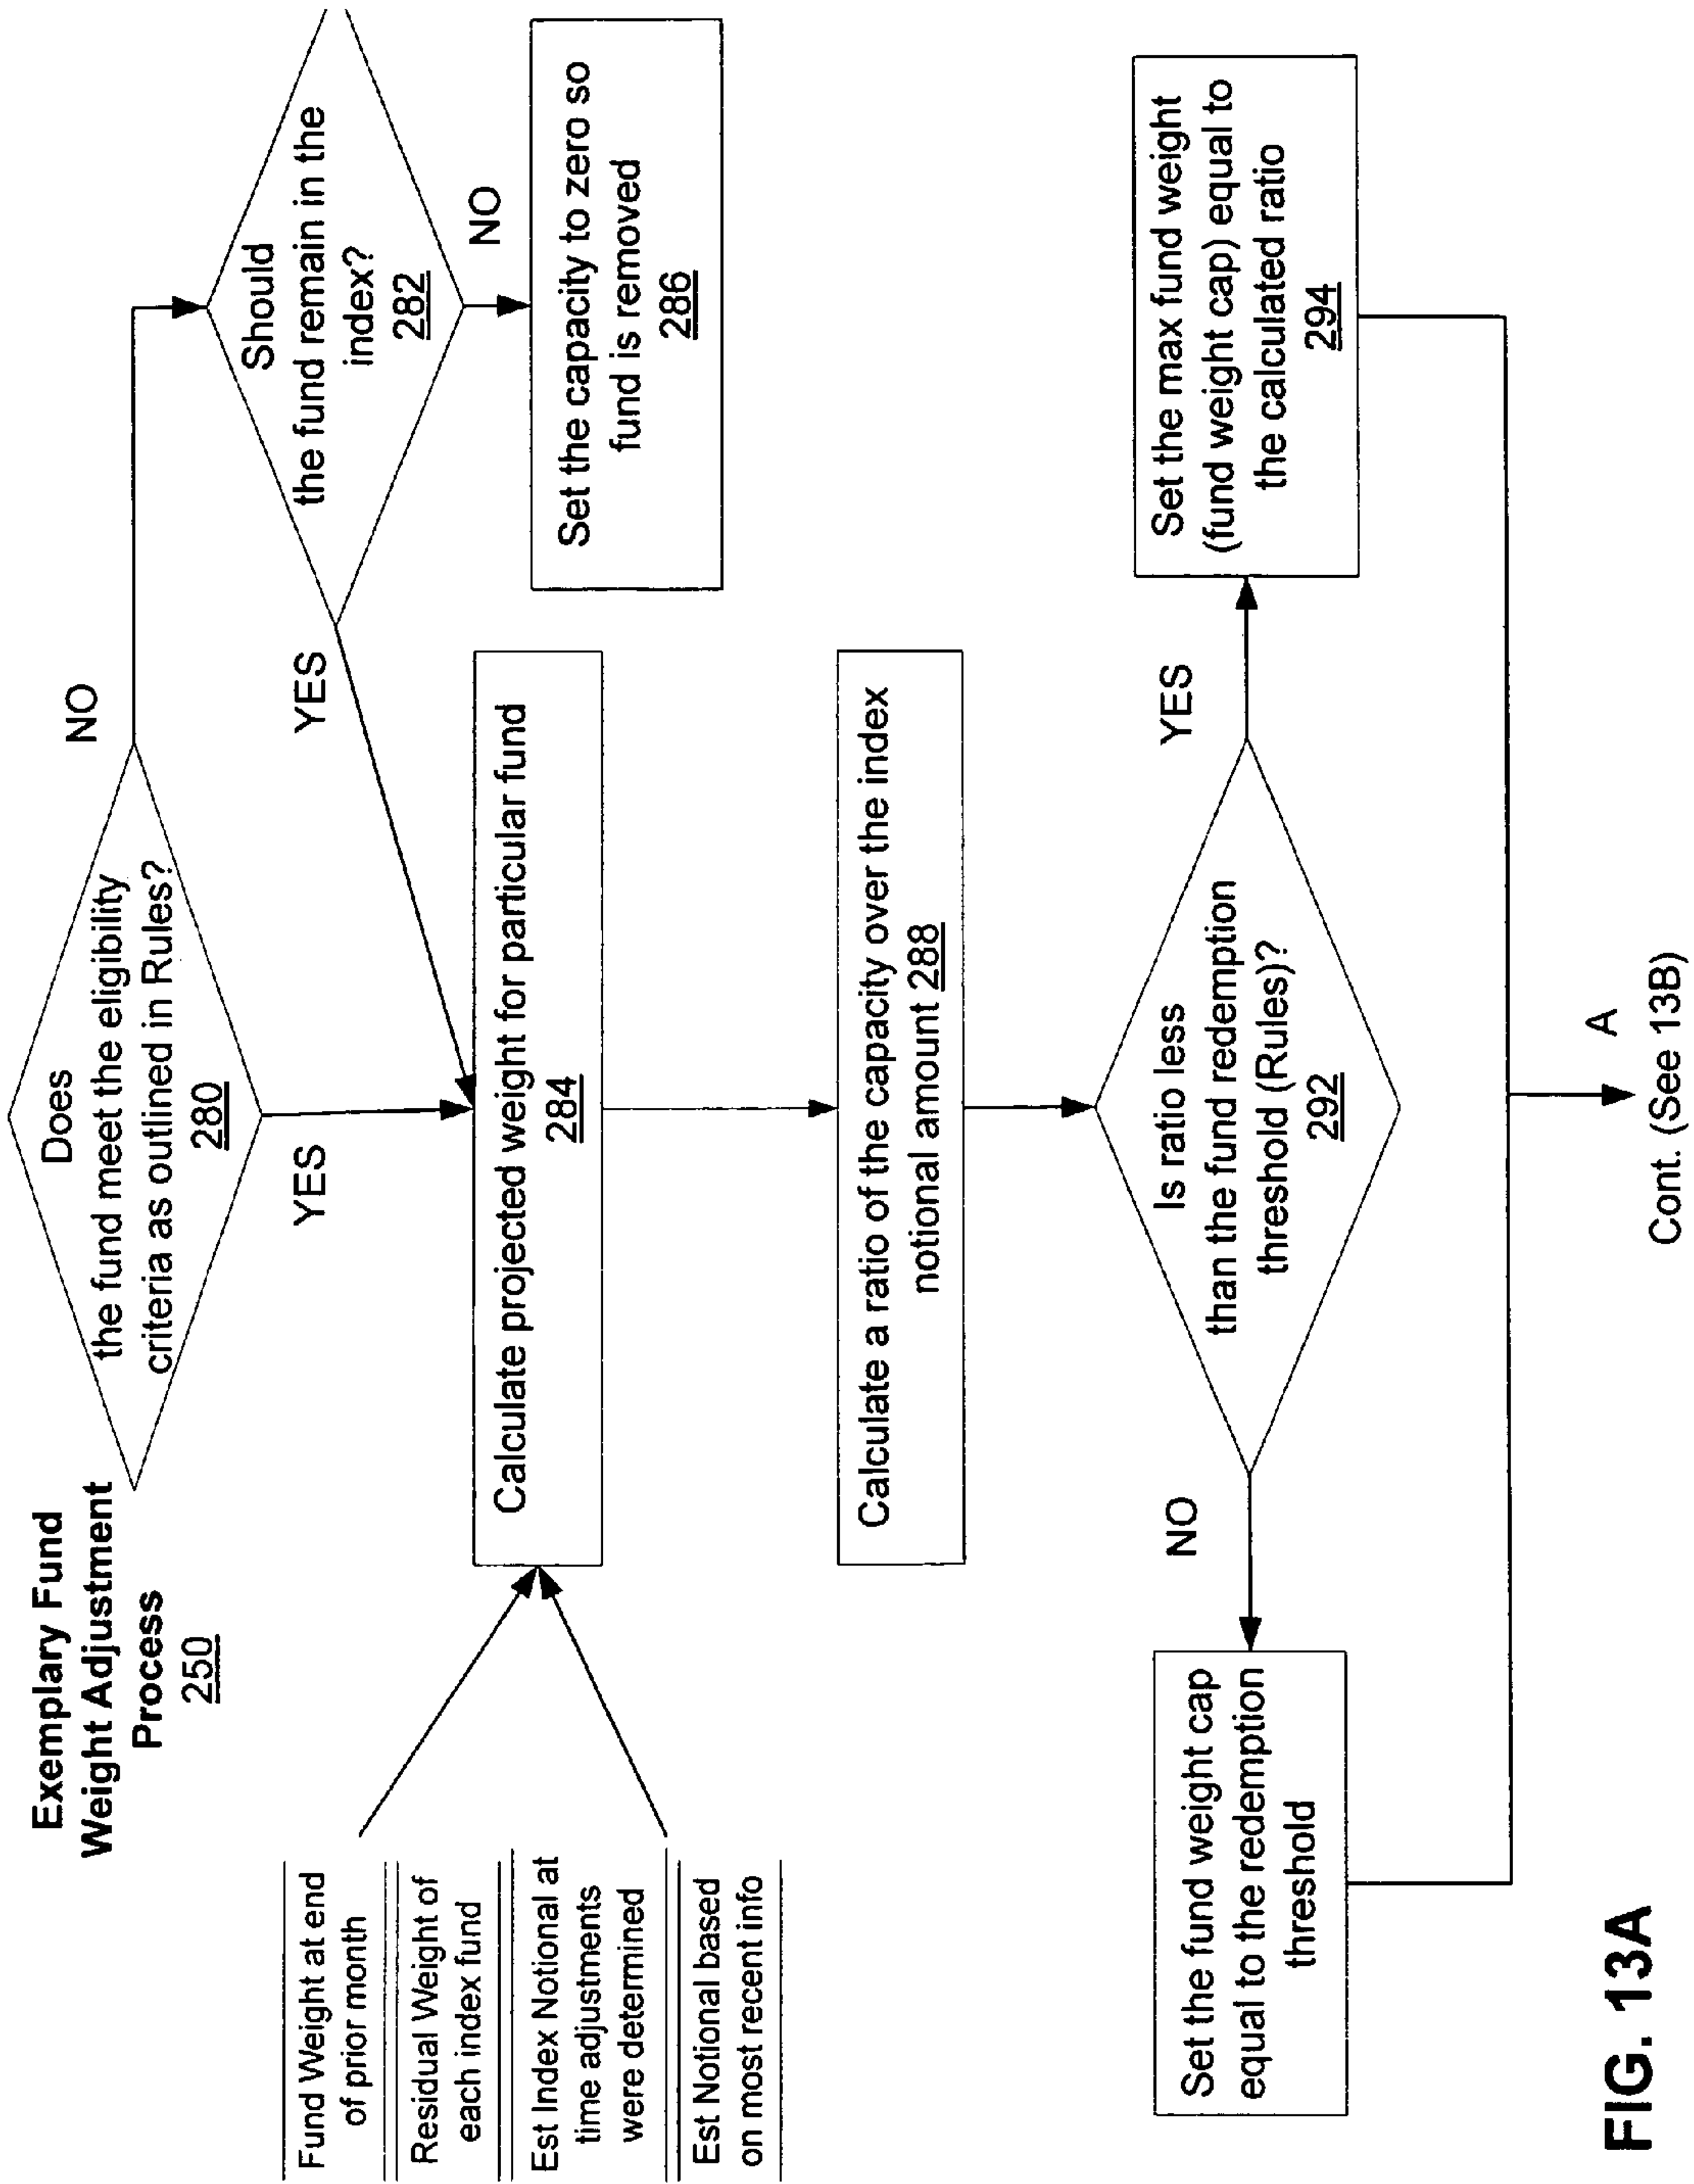 Exemplary Fund
Weight Adjustment
Process
250
Does
the fund meet the eligibility
criteria as outlined in Rules?
280
NO
YES
Should
the fund remain in the
index?
282
YES
NO
Set the capacity to zero so
fund is removed
286
Fund Weight at end
of prior month
Residual Weight of
each index fund
Est Index Notional at
time adjustments
were determined
Est Notional based
on most recent info
Calculate projected weight for particular fund
284
Calculate a ratio of the capacity over the index
notional amount 288
Is ratio less
than the fund redemption
threshold (Rules)?
292
NO
YES
Set the fund weight cap
equal to the redemption
threshold
Set the max fund weight
(fund weight cap) equal to
the calculated ratio
294
A
Cont. (See 13B)
FIG. 13A